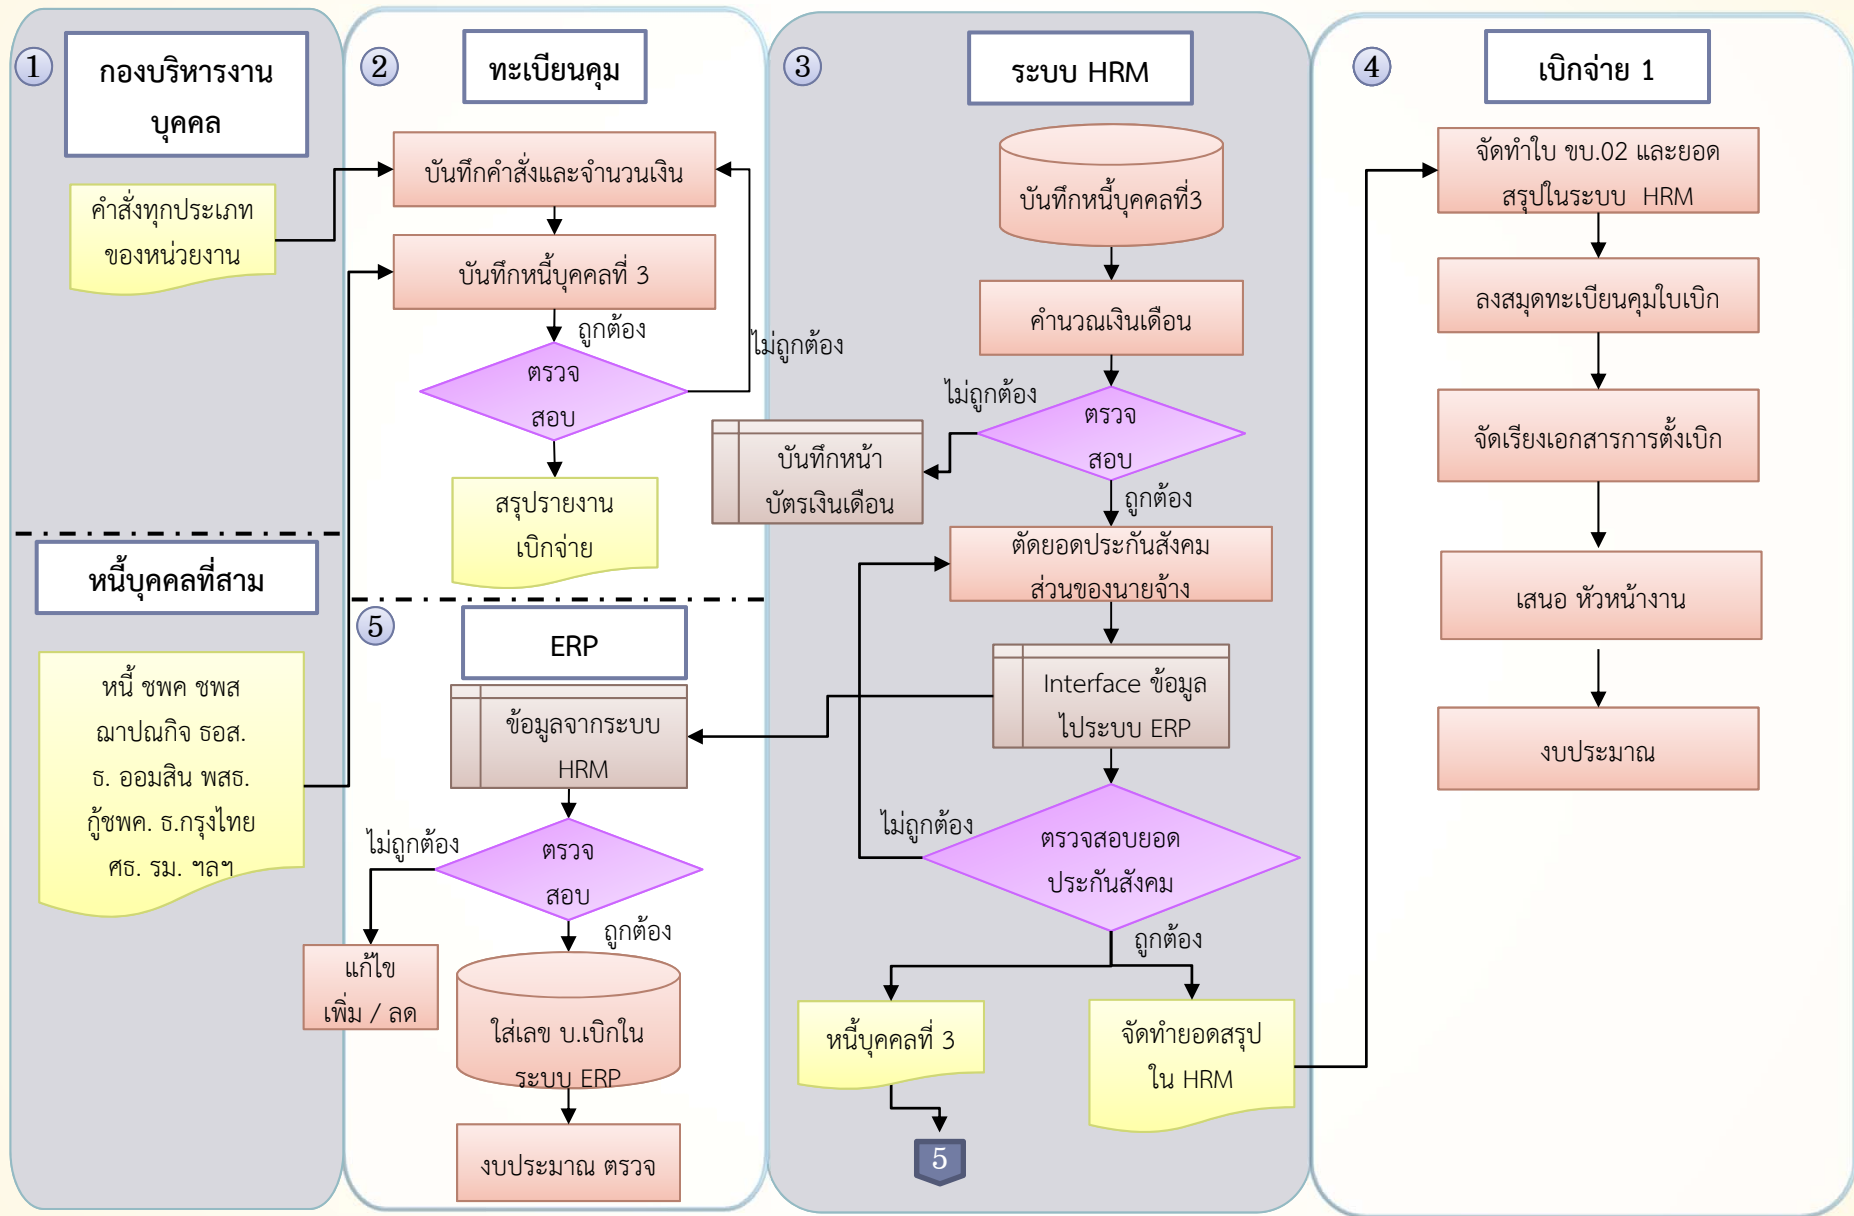 1
กองบริหารงาน
บุคคล
คำสั่งทุกประเภท
ของหน่วยงาน
หนี้บุคคลที่สาม
หนี้ ชพค ชพส
ฌาปณกิจ ธอส.
ธ. ออมสิน พสธ.
กู้ชพค. ธ.กรุงไทย
ศธ. รม. ฯลฯ
2
ทะเบียนคุม
บันทึกคำสั่งและจำนวนเงิน
บันทึกหนี้บุคคลที่ 3
ถูกต้อง
ไม่ถูกต้อง
ตรวจ
สอบ
สรุปรายงาน
เบิกจ่าย
5
ERP
ข้อมูลจากระบบ
HRM
ไม่ถูกต้อง
ตรวจ
สอบ
ถูกต้อง
แก้ไข
เพิ่ม / ลด
ใส่เลข บ.เบิกใน
ระบบ ERP
งบประมาณ ตรวจ
3
ระบบ HRM
บันทึกหนี้บุคคลที่3
คำนวณเงินเดือน
ไม่ถูกต้อง
ตรวจ
สอบ
บันทึกหน้า
บัตรเงินเดือน
ถูกต้อง
ตัดยอดประกันสังคม
ส่วนของนายจ้าง
Interface ข้อมูล
ไประบบ ERP
ไม่ถูกต้อง
ตรวจสอบยอด
ประกันสังคม
ถูกต้อง
หนี้บุคคลที่ 3
จัดทำยอดสรุป
ใน HRM
5
4
เบิกจ่าย 1
จัดทำใบ ขบ.02 และยอด
สรุปในระบบ HRM
ลงสมุดทะเบียนคุมใบเบิก
จัดเรียงเอกสารการตั้งเบิก
เสนอ หัวหน้างาน
งบประมาณ